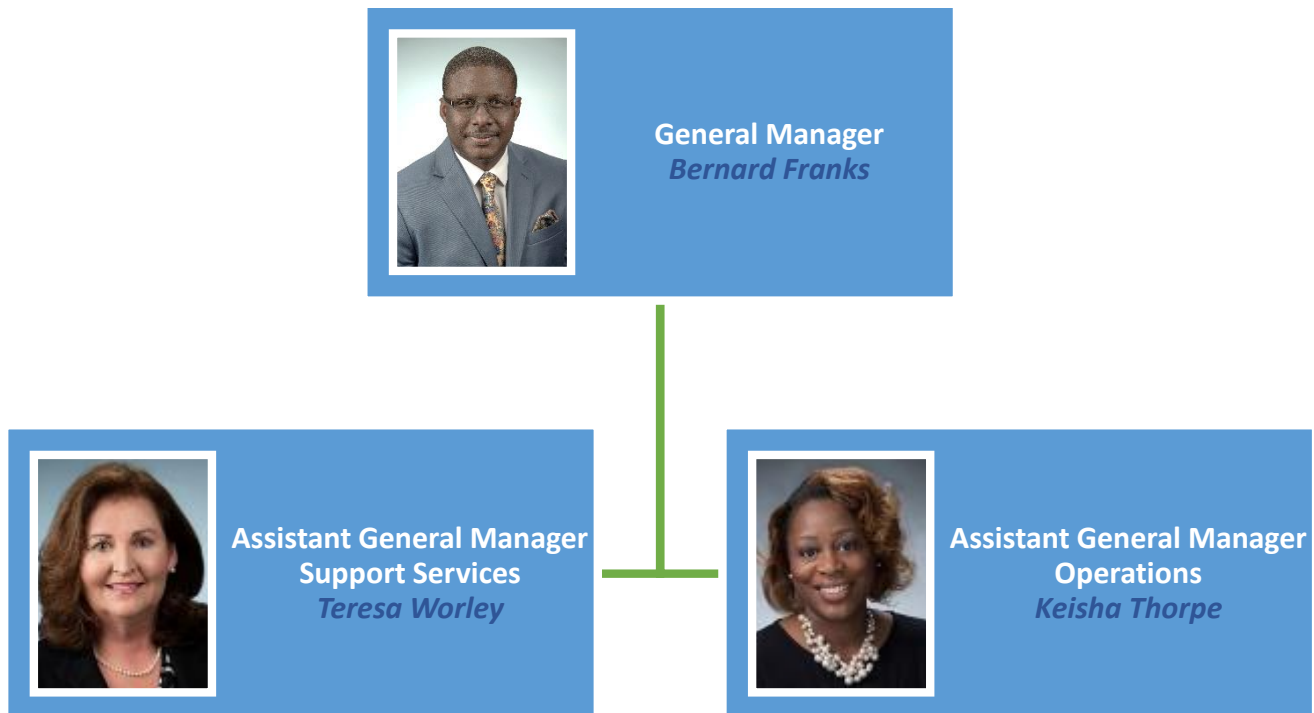 General Manager
Bernard Franks
Assistant General Manager
Support Services
Teresa Worley
Assistant General Manager
Operations
Keisha Thorpe